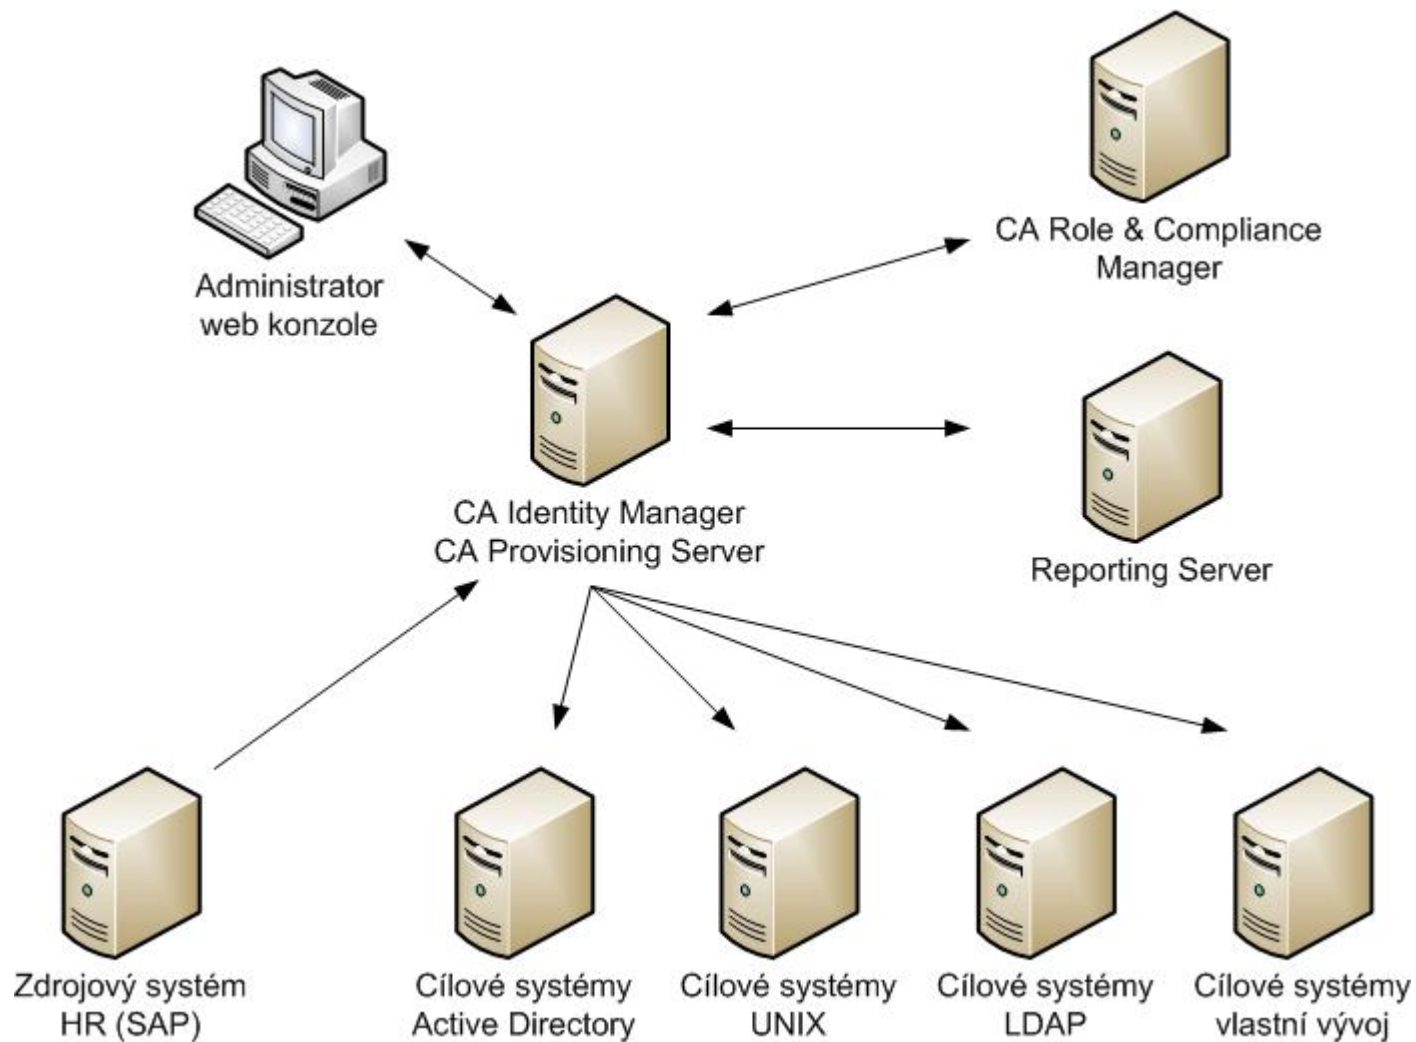 CA Role & Compliance
Manager
Administrator
web konzole
CA Identity Manager
CA Provisioning Server
Reporting Server
Zdrojový systém
HR (SAP)
Cílové systémy
Active Directory
Cílové systémy
UNIX
Cílové systémy
LDAP
Cílové systémy
vlastní vývoj